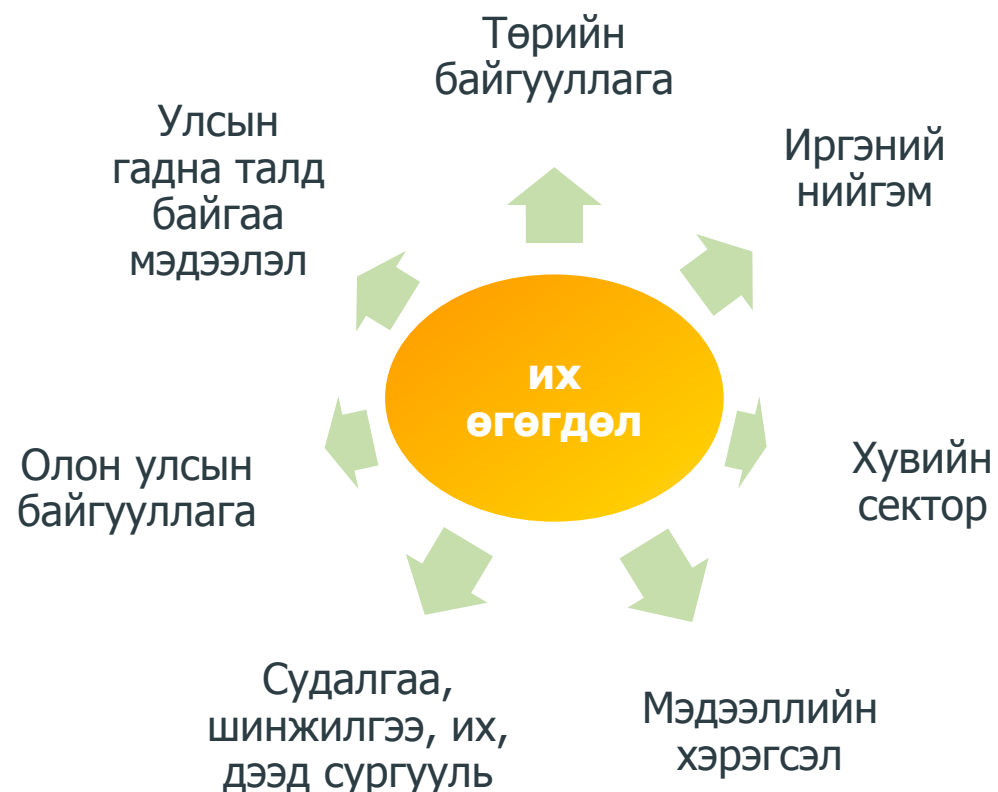 Төрийн
байгууллага
Иргэний
нийгэм
Хувийн
сектор
Мэдээллийн
хэрэгсэл
Судалгаа,
шинжилгээ, их,
дээд сургууль
Олон улсын
байгууллага
Улсын
гадна талд
байгаа
мэдээлэл
их
өгөгдөл